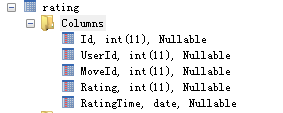 rating
Columns
Id, int(11), Nullable
UserId, int(11), Nullable
MoveId, int(11), Nullable
Rating, int(11), Nullable
RatingTime, date, Nullable